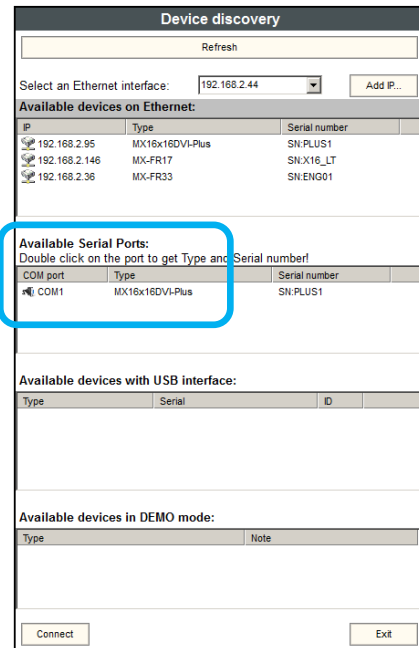 Device discovery
Refresh
Select an Ethernet interface: 192.168.2.44 Add IP...
Available devices on Ethernet:
IP Type Serial number
192.168.2.95 MX16x16DVI-Plus SN:PLUS1
192.168.2.146 MX-FR17 SN:X16_LT
192.168.2.36 MX-FR33 SN:ENG01
Available Serial Ports:
Double click on the port to get Type and Serial number!
COM port Type Serial number
COM1 MX16x16DVI-Plus SN:PLUS1
Available devices with USB interface:
Type Serial ID
Available devices in DEMO mode:
Type Note
Connect Exit